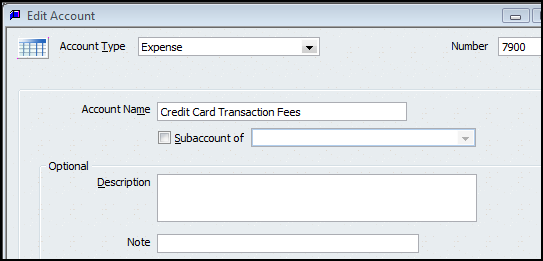 Edit Account
Account Type Expense Number 7900
Account Name Credit Card Transaction Fees
Subaccount of
Optional
Description
Note